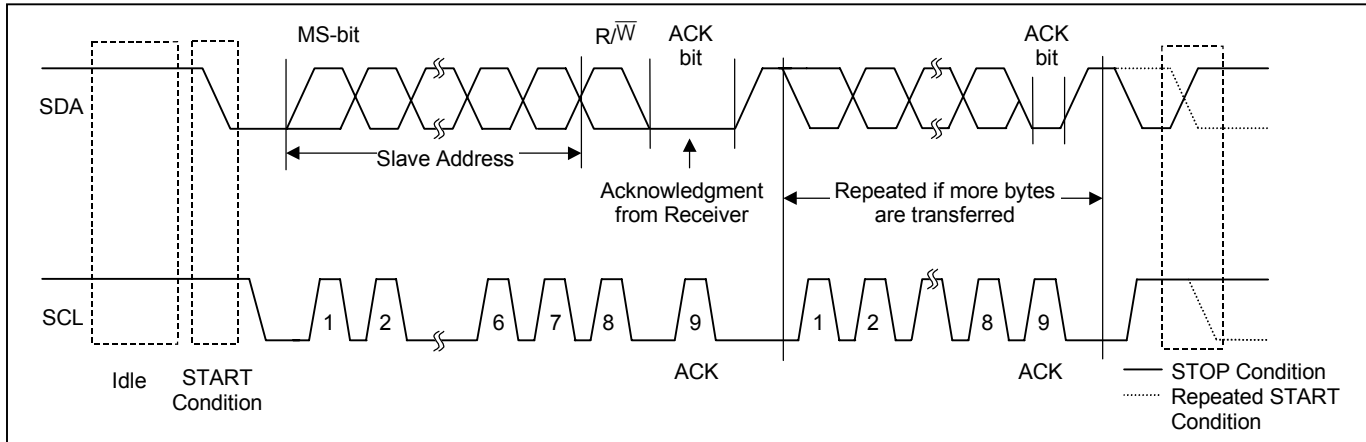 MS-bit
R/W̅
ACK
bit
ACK
bit
SDA
Slave Address
Acknowledgment
from Receiver
Repeated if more bytes
are transferred
SCL
1 2 6 7 8 9 1 2 8 9
Idle
START
Condition
ACK
ACK
STOP Condition
Repeated START
Condition